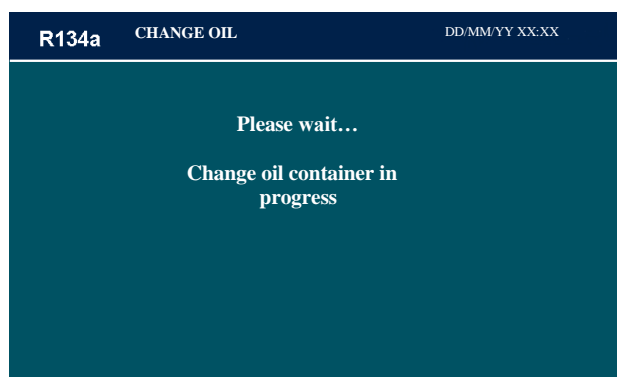 R134a CHANGE OIL DD/MM/YY XX:XX
Please wait…
Change oil container in
progress